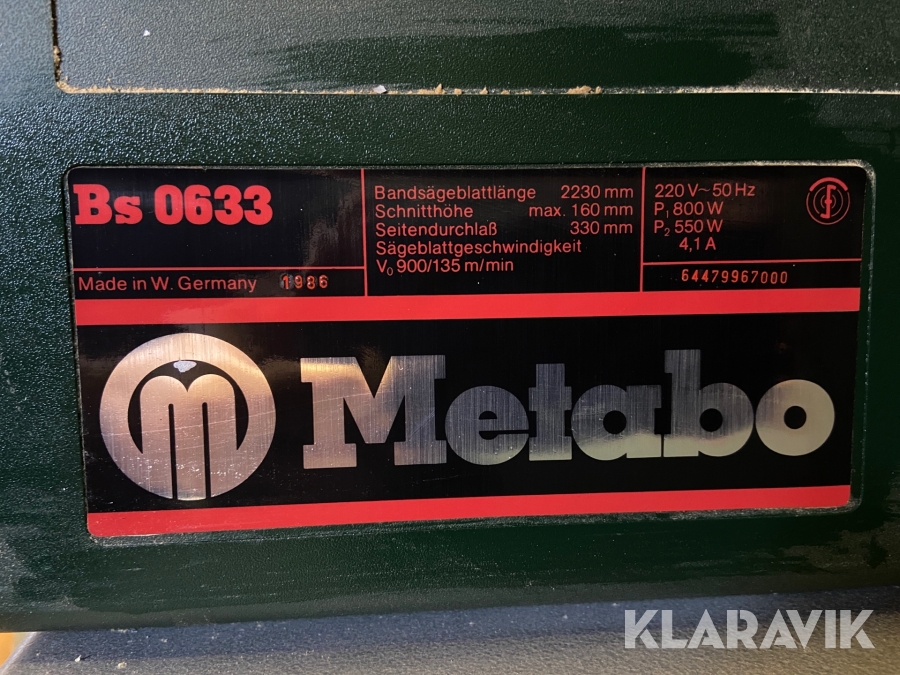 Bs 0633
Made in W. Germany 1986
Bandsägeblattlänge 2230 mm
Schnitthöhe max. 160 mm
Seitendurchlaß 330 mm
Sägeblattgeschwindigkeit
V₀ 900/135 m/min
220 V~ 50 Hz
P₁ 800 W
P₂ 550 W
4,1 A
64479967000
Metabo
KLARAVIK